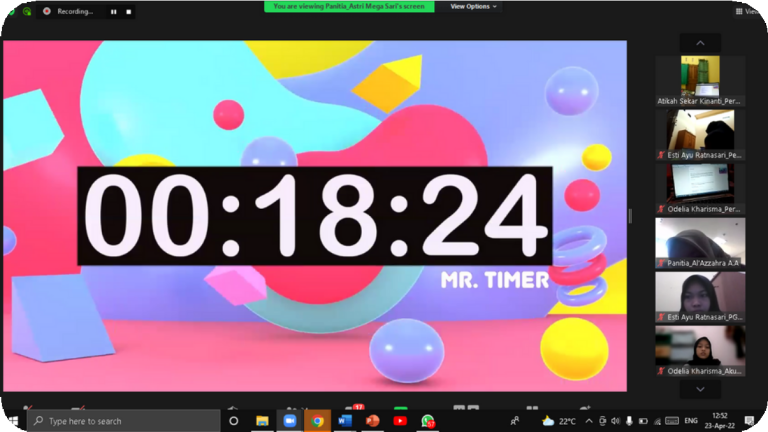 Recording...
You are viewing Panitia_Astri Mega Sari's screen
View Options
00:18:24
MR. TIMER
Atikah Sekar Kinanti_Per...
Esti Ayu Ratnasari_Pe...
Odelia Kharisma_Per...
Panitia_Al'Azzahra A.A
Esti Ayu Ratnasari_PG...
Odelia Kharisma_Aku...
Type here to search
17
22°C
ENG
12:52
23-Apr-22